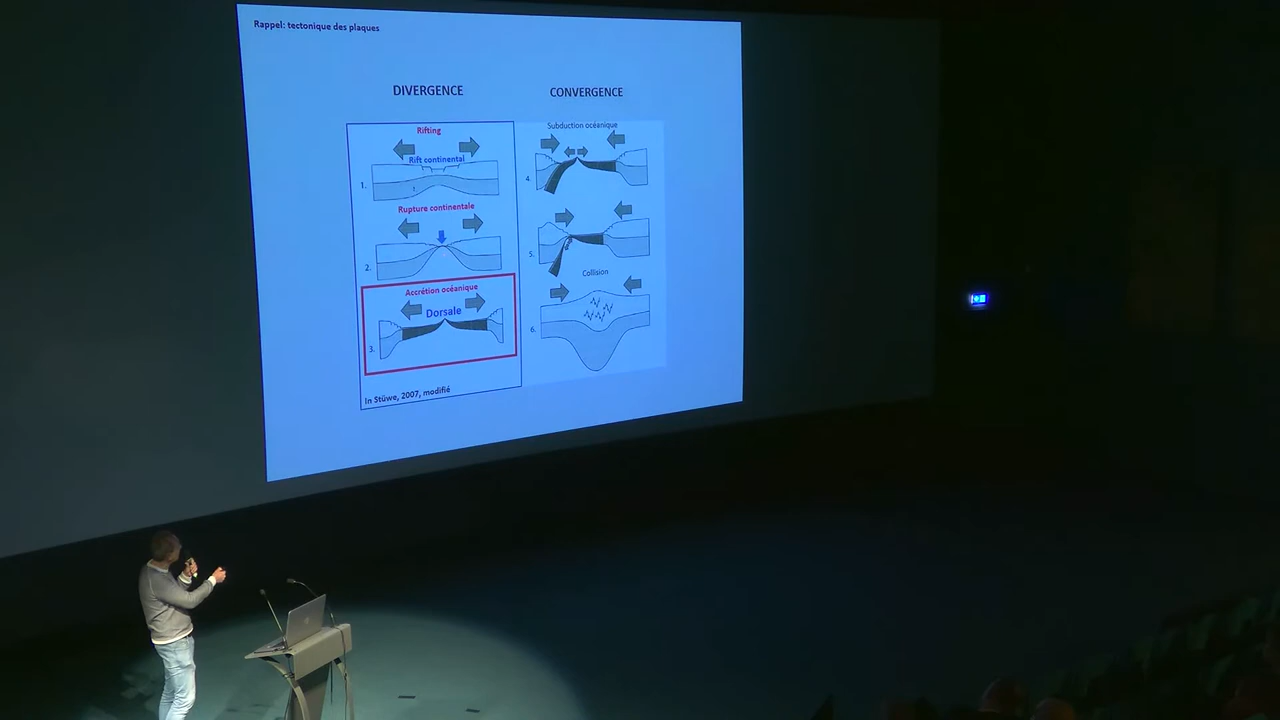 Rappel: tectonique des plaques
DIVERGENCE
Rifting
Rift continental
1.
Rupture continentale
2.
Accrétion océanique
Dorsale
3.
In Stüwe, 2007, modifié
CONVERGENCE
Subduction océanique
4.
5.
Collision
6.